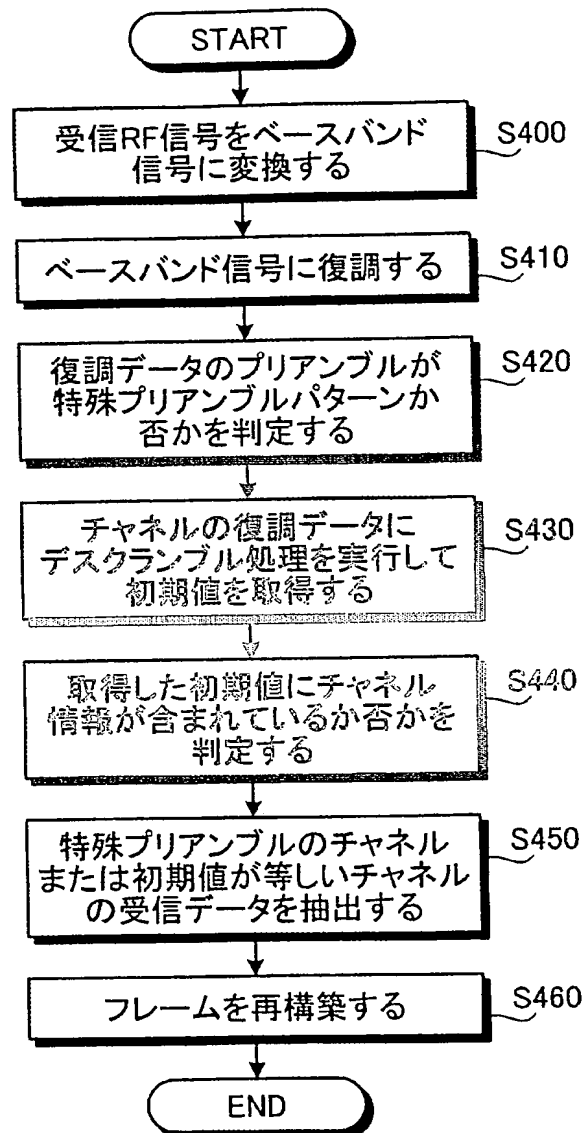 START
受信RF信号をベースバンド
信号に変換する
S400
ベースバンド信号に復調する
S410
復調データのプリアンブルが
特殊プリアンブルパターンか
否かを判定する
S420
チャネルの復調データに
デスクランブル処理を実行して
初期値を取得する
S430
取得した初期値にチャネル
情報が含まれているか否かを
判定する
S440
特殊プリアンブルのチャネル
または初期値が等しいチャネル
の受信データを抽出する
S450
フレームを再構築する
S460
END